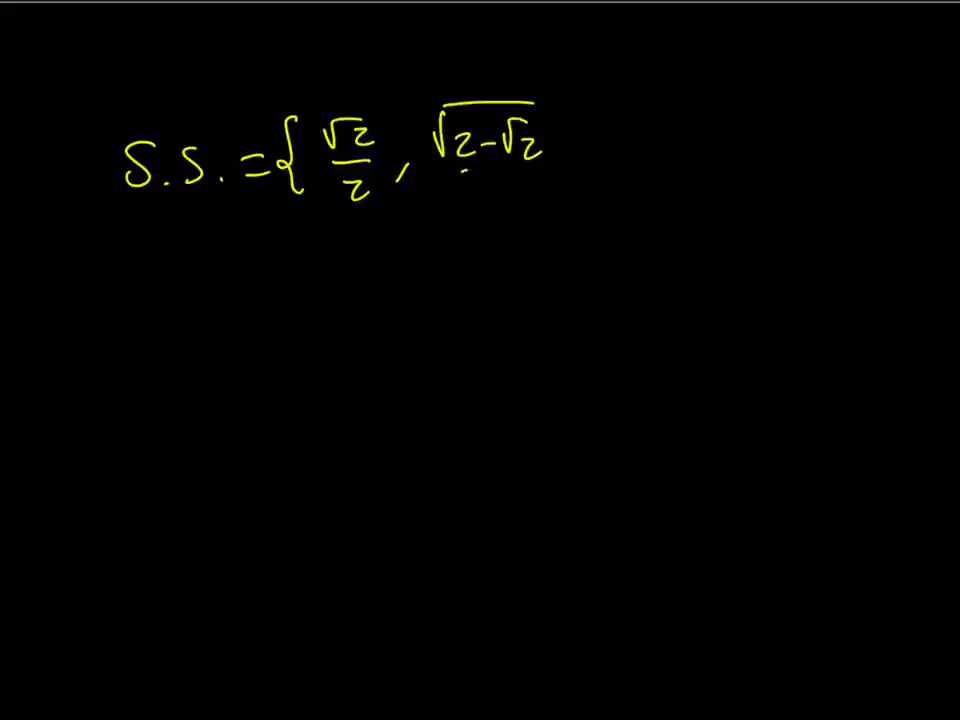 S.S. = { √2/2 , √(2-√2)